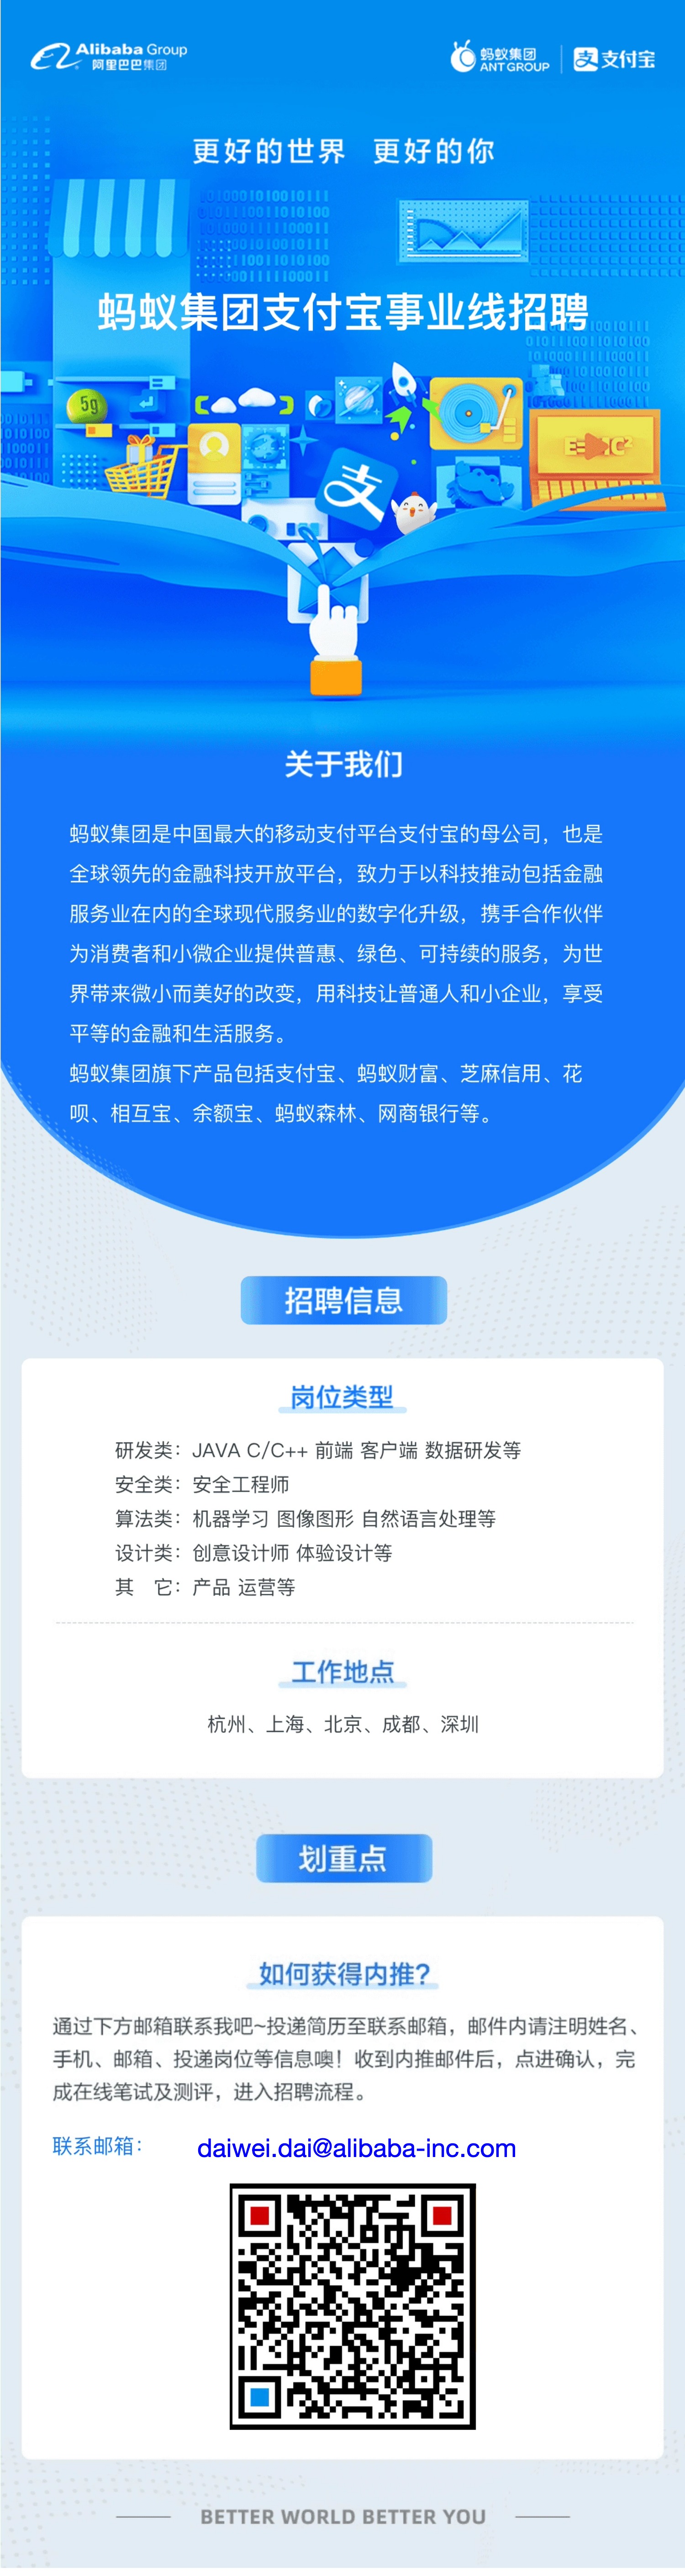 Alibaba Group
阿里巴巴集团
蚂蚁集团
ANT GROUP
支 支付宝
更好的世界 更好的你
蚂蚁集团支付宝事业线招聘
5g
支
关于我们
蚂蚁集团是中国最大的移动支付平台支付宝的母公司，也是
全球领先的金融科技开放平台，致力于以科技推动包括金融
服务业在内的全球现代服务业的数字化升级，携手合作伙伴
为消费者和小微企业提供普惠、绿色、可持续的服务，为世
界带来微小而美好的改变，用科技让普通人和小企业，享受
平等的金融和生活服务。
蚂蚁集团旗下产品包括支付宝、蚂蚁财富、芝麻信用、花
呗、相互宝、余额宝、蚂蚁森林、网商银行等。
招聘信息
岗位类型
研发类：JAVA C/C++ 前端 客户端 数据研发等
安全类：安全工程师
算法类：机器学习 图像图形 自然语言处理等
设计类：创意设计师 体验设计等
其 它：产品 运营等
工作地点
杭州、上海、北京、成都、深圳
划重点
如何获得内推?
通过下方邮箱联系我吧~投递简历至联系邮箱，邮件内请注明姓名、
手机、邮箱、投递岗位等信息噢！收到内推邮件后，点进确认，完
成在线笔试及测评，进入招聘流程。
联系邮箱： daiwei.dai@alibaba-inc.com
BETTER WORLD BETTER YOU